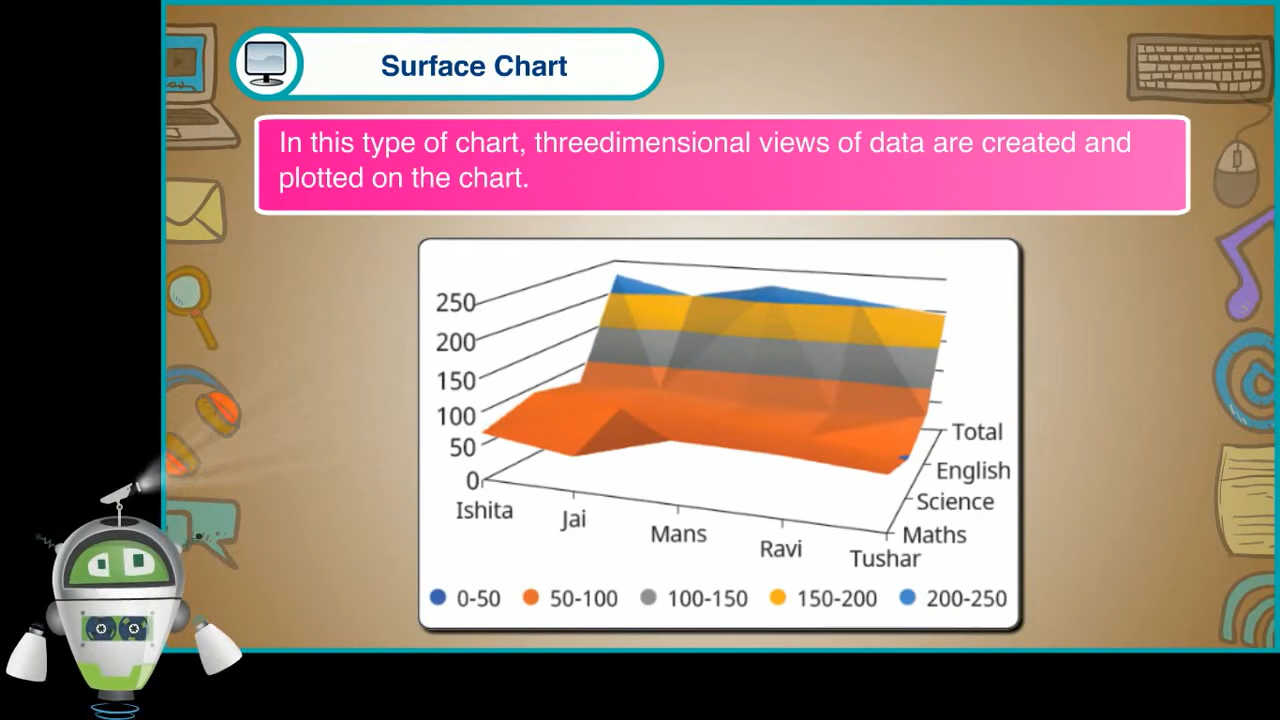 Surface Chart
In this type of chart, threedimensional views of data are created and
plotted on the chart.
250
200
150
100
50
0
Ishita
Jai
Mans
Ravi
Tushar
Total
English
Science
Maths
0-50 50-100 100-150 150-200 200-250